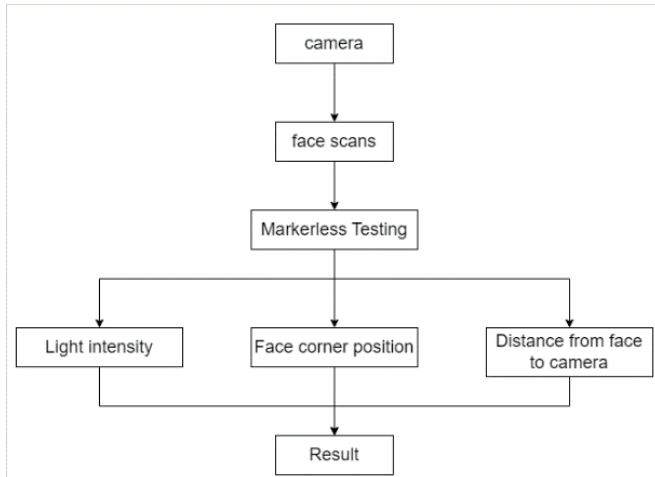 camera
face scans
Markerless Testing
Light intensity
Face corner position
Distance from face
to camera
Result